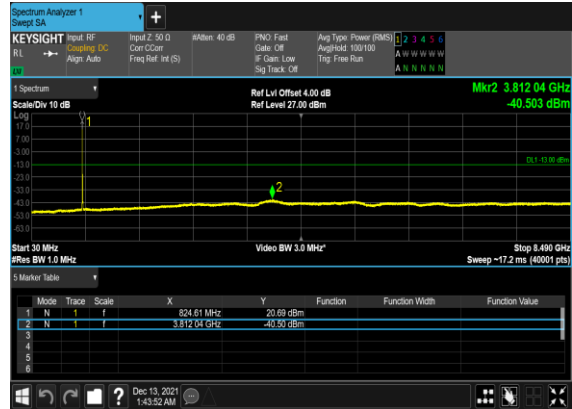 Spectrum Analyzer 1
Swept SA
+
KEYSIGHT Input: RF Input Z: 50 Ω #Atten: 40 dB PNO: Fast Avg Type: Power (RMS) 1 2 3 4 5 6
R L Coupling: DC Corr CCorr Gate: Off Avg|Hold: 100/100 A W W W W W
Align: Auto Freq Ref: Int (S) IF Gain: Low Trig: Free Run
Sig Track: Off A N N N N N
1 Spectrum Ref Lvl Offset 4.00 dB Mkr2 3.812 04 GHz
Scale/Div 10 dB Ref Level 27.00 dBm -40.503 dBm
Log
17.0
7.00
-3.00
-13.0
-23.0
-33.0
-43.0
-53.0
-63.0
1
DL1 -13.00 dBm
2
Start 30 MHz Video BW 3.0 MHz* Stop 8.490 GHz
#Res BW 1.0 MHz Sweep ~17.2 ms (40001 pts)
5 Marker Table
Mode Trace Scale X Y Function Function Width Function Value
1 N 1 f 824.61 MHz 20.69 dBm
2 N 1 f 3.812 04 GHz -40.50 dBm
3
4
5
6
? Dec 13, 2021
1:43:52 AM